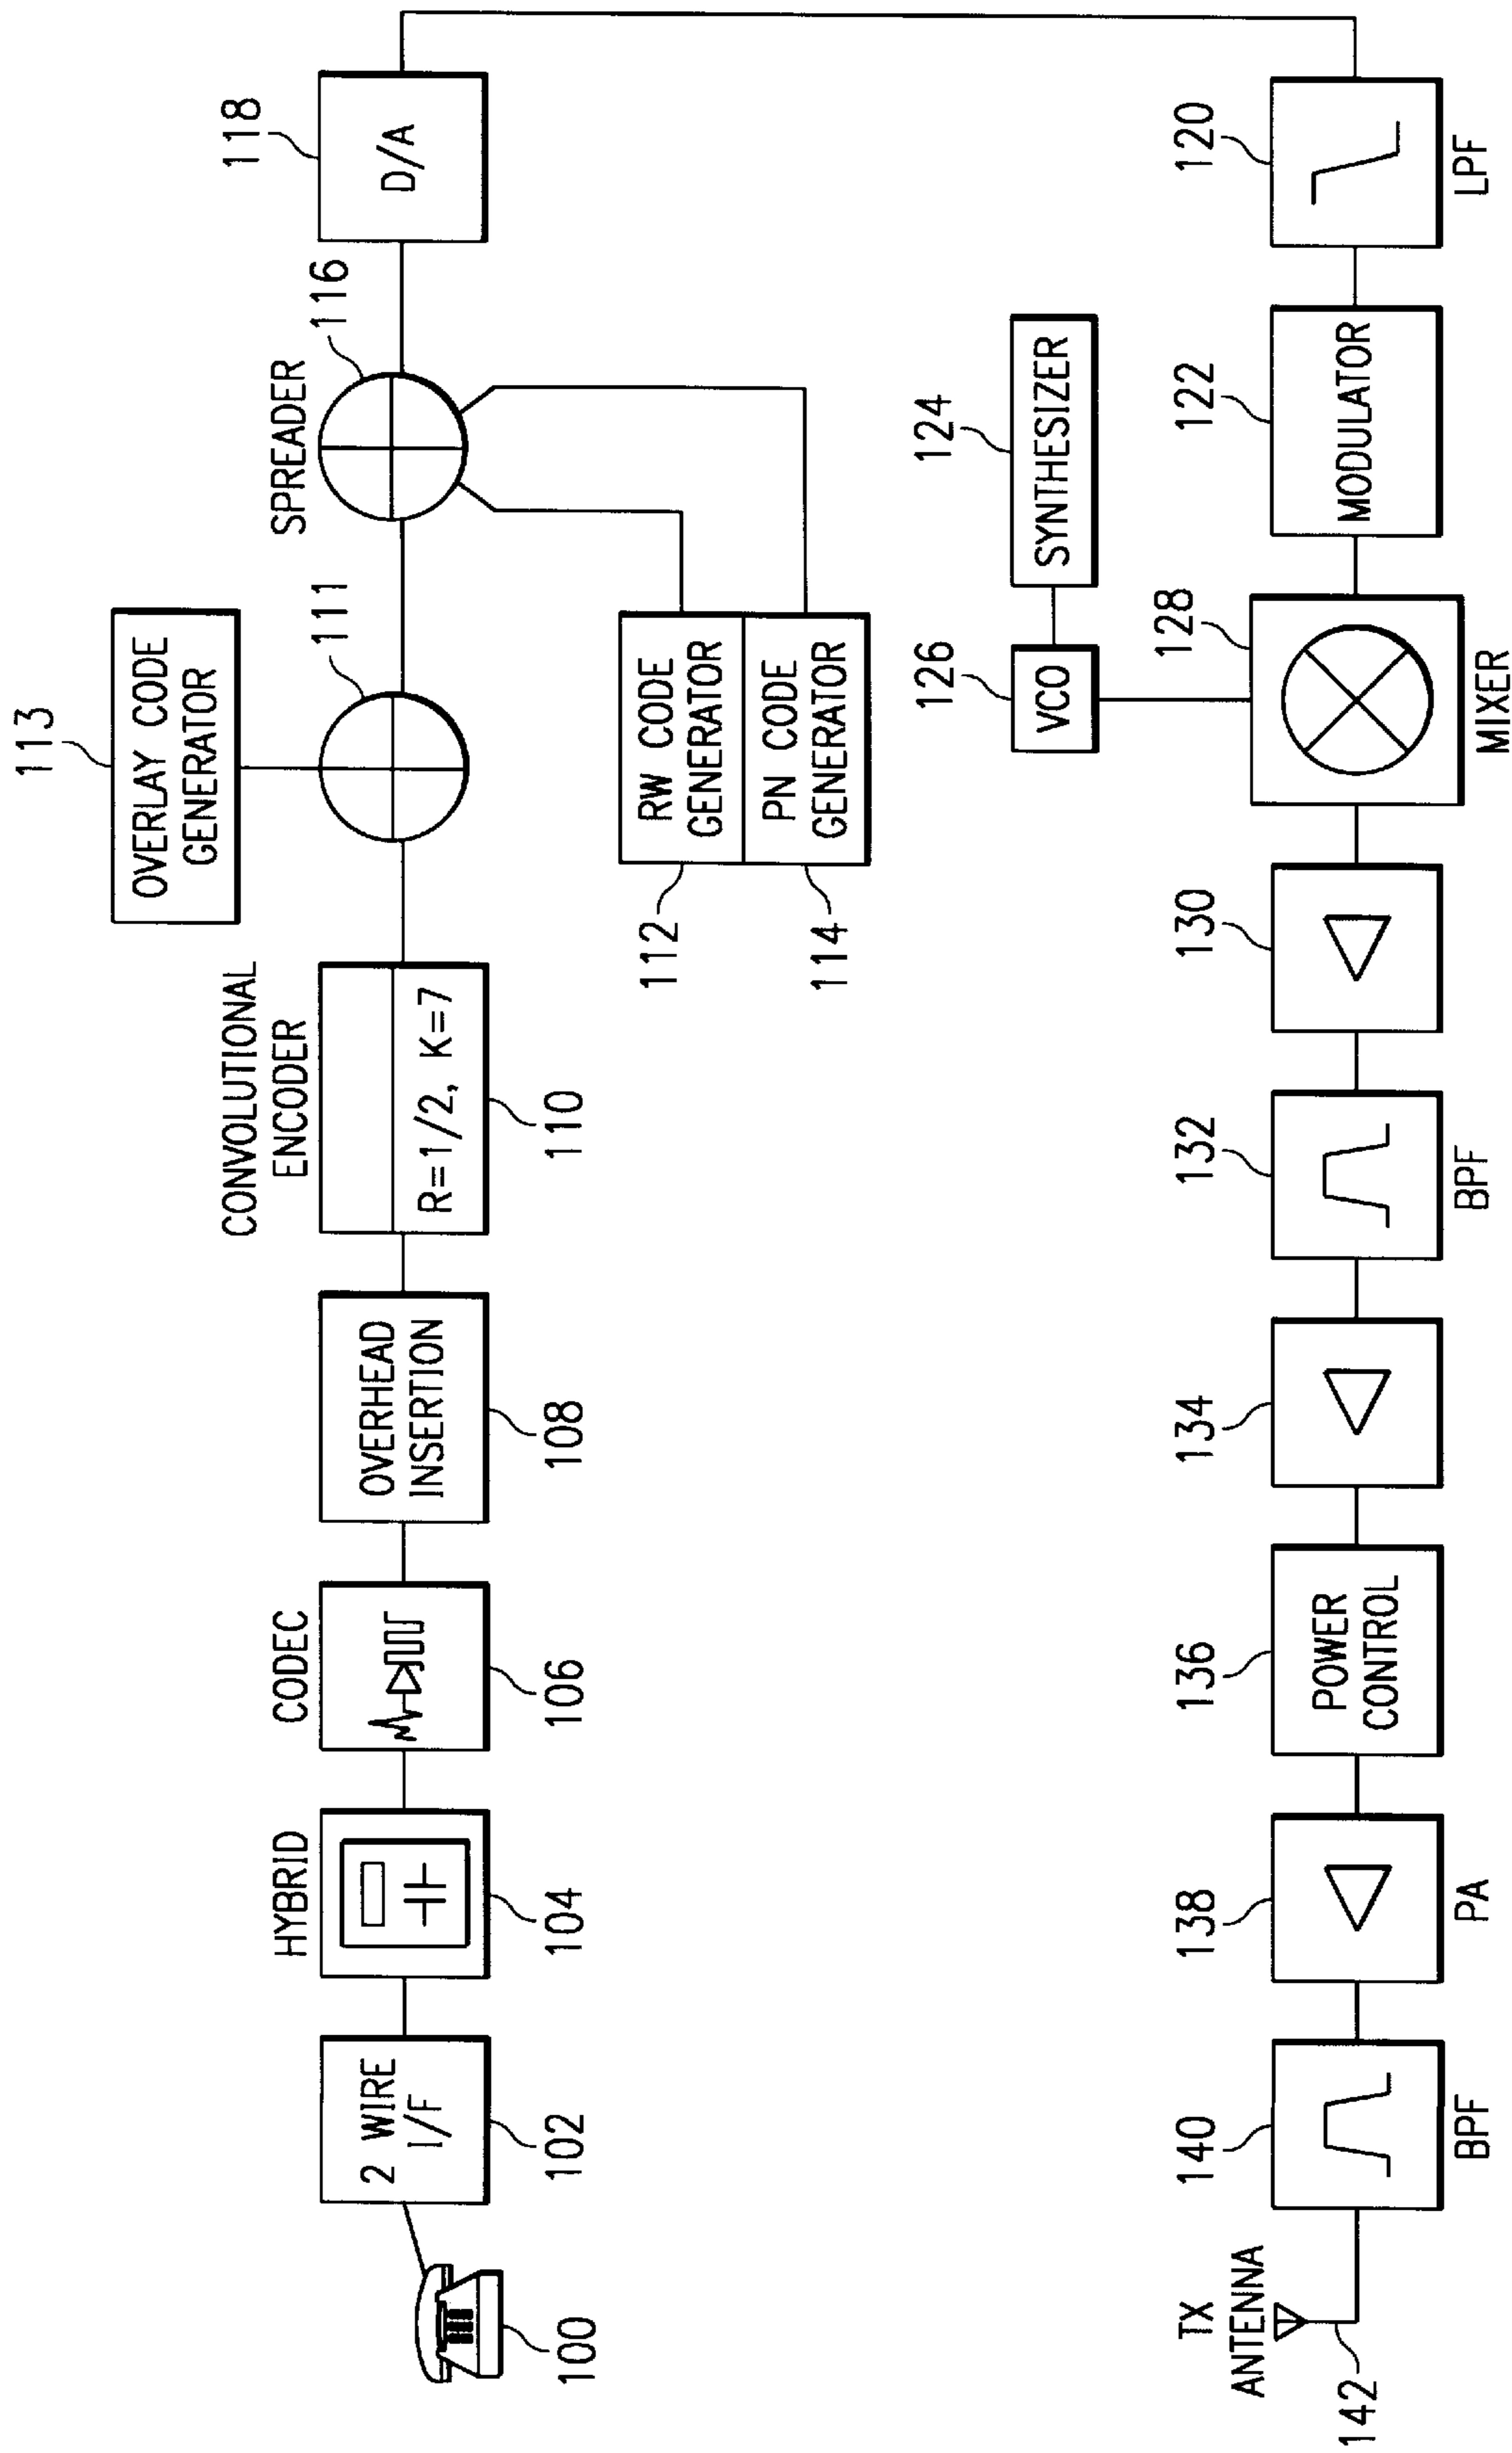 113
OVERLAY CODE
GENERATOR
CONVOLUTIONAL
ENCODER
SPREADER
116
118
HYBRID
CODEC
111
2 WIRE
I/F
OVERHEAD
INSERTION
R=1/2, K=7
D/A
100
102
104
106
108
110
RW CODE
GENERATOR
PN CODE
GENERATOR
112
114
124
SYNTHESIZER
126
VCO
TX
ANTENNA
142
140
138
136
134
132
130
128
122
120
POWER
CONTROL
MODULATOR
BPF
PA
BPF
MIXER
LPF